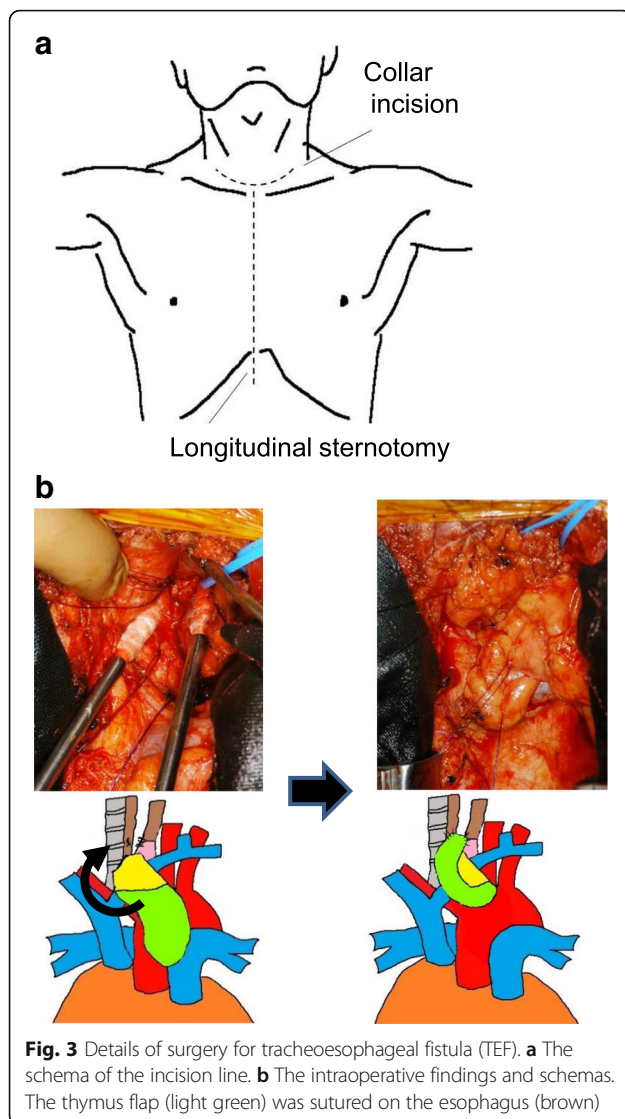 a
Collar
incision
Longitudinal sternotomy
b
Fig. 3 Details of surgery for tracheoesophageal fistula (TEF). a The
schema of the incision line. b The intraoperative findings and schemas.
The thymus flap (light green) was sutured on the esophagus (brown)